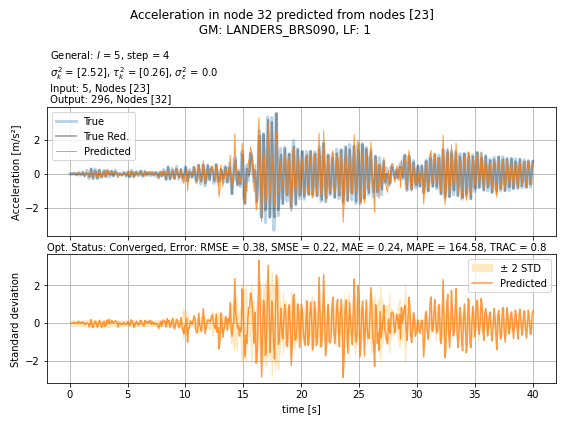 Acceleration in node 32 predicted from nodes [23]
GM: LANDERS_BRS090, LF: 1
General: l = 5, step = 4
σ²ₖ = [2.52], τ²ₖ = [0.26], σ²ε = 0.0
Input: 5, Nodes [23]
Output: 296, Nodes [32]
True
True Red.
Predicted
Acceleration [m/s²]
2
0
−2
Opt. Status: Converged, Error: RMSE = 0.38, SMSE = 0.22, MAE = 0.24, MAPE = 164.58, TRAC = 0.8
± 2 STD
Predicted
Standard deviation
2
0
−2
0 5 10 15 20 25 30 35 40
time [s]